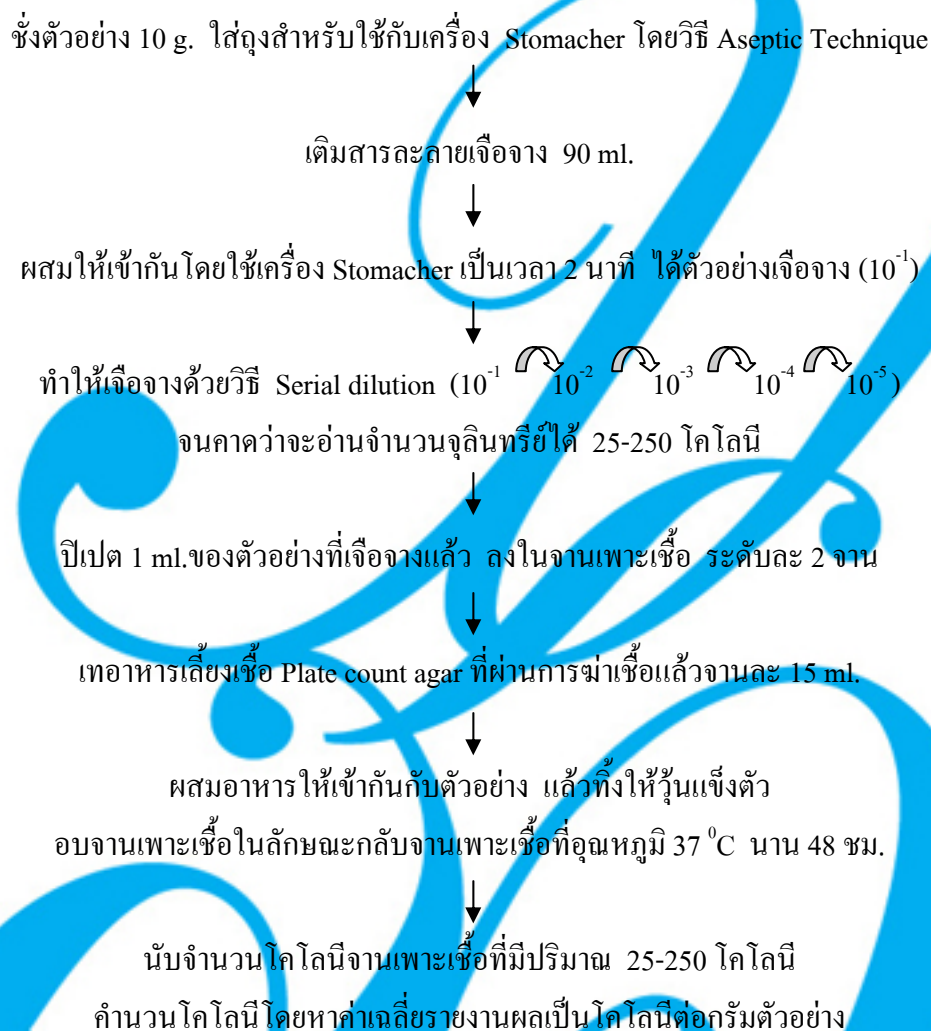 ชั่งตัวอย่าง 10 g. ใส่ถุงสำหรับใช้กับเครื่อง Stomacher โดยวิธี Aseptic Technique
เติมสารละลายเจือจาง 90 ml.
ผสมให้เข้ากันโดยใช้เครื่อง Stomacher เป็นเวลา 2 นาที ได้ตัวอย่างเจือจาง (10⁻¹)
ทำให้เจือจางด้วยวิธี Serial dilution (10⁻¹ 10⁻² 10⁻³ 10⁻⁴ 10⁻⁵)
จนคาดว่าจะอ่านจำนวนจุลินทรีย์ได้ 25-250 โคโลนี
ปิเปต 1 ml.ของตัวอย่างที่เจือจางแล้ว ลงในจานเพาะเชื้อ ระดับละ 2 จาน
เทอาหารเลี้ยงเชื้อ Plate count agar ที่ผ่านการฆ่าเชื้อแล้วจานละ 15 ml.
ผสมอาหารให้เข้ากันกับตัวอย่าง แล้วทิ้งให้วุ้นแข็งตัว
อบจานเพาะเชื้อในลักษณะกลับจานเพาะเชื้อที่อุณหภูมิ 37 ⁰C นาน 48 ชม.
นับจำนวนโคโลนีจานเพาะเชื้อที่มีปริมาณ 25-250 โคโลนี
คำนวนโคโลนีโดยหาค่าเฉลี่ยรายงานผลเป็นโคโลนีต่อกรัมตัวอย่าง